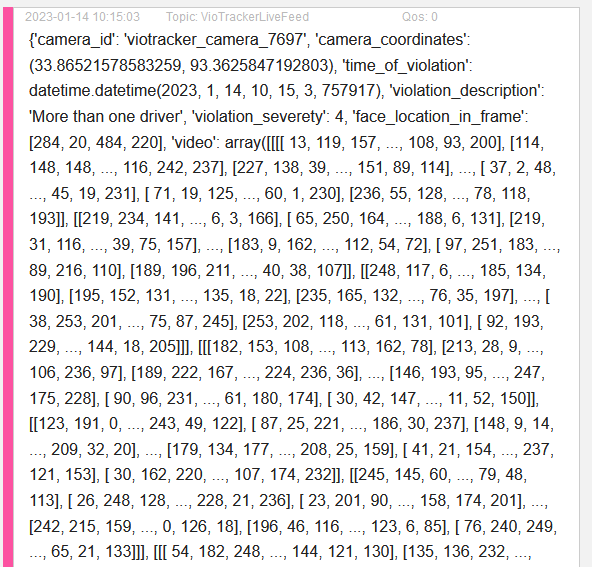 2023-01-14 10:15:03 Topic: VioTrackerLiveFeed Qos: 0
{'camera_id': 'viotracker_camera_7697', 'camera_coordinates':
(33.86521578583259, 93.3625847192803), 'time_of_violation':
datetime.datetime(2023, 1, 14, 10, 15, 3, 757917), 'violation_description':
'More than one driver', 'violation_severety': 4, 'face_location_in_frame':
[284, 20, 484, 220], 'video': array([[[[ 13, 119, 157, ..., 108, 93, 200], [114,
148, 148, ..., 116, 242, 237], [227, 138, 39, ..., 151, 89, 114], ..., [ 37, 2, 48,
..., 45, 19, 231], [ 71, 19, 125, ..., 60, 1, 230], [236, 55, 128, ..., 78, 118,
193]], [[219, 234, 141, ..., 6, 3, 166], [ 65, 250, 164, ..., 188, 6, 131], [219,
31, 116, ..., 39, 75, 157], ..., [183, 9, 162, ..., 112, 54, 72], [ 97, 251, 183, ...,
89, 216, 110], [189, 196, 211, ..., 40, 38, 107]], [[248, 117, 6, ..., 185, 134,
190], [195, 152, 131, ..., 135, 18, 22], [235, 165, 132, ..., 76, 35, 197], ..., [
38, 253, 201, ..., 75, 87, 245], [253, 202, 118, ..., 61, 131, 101], [ 92, 193,
229, ..., 144, 18, 205]]], [[[182, 153, 108, ..., 113, 162, 78], [213, 28, 9, ...,
106, 236, 97], [189, 222, 167, ..., 224, 236, 36], ..., [146, 193, 95, ..., 247,
175, 228], [ 90, 96, 231, ..., 61, 180, 174], [ 30, 42, 147, ..., 11, 52, 150]],
[[123, 191, 0, ..., 243, 49, 122], [ 87, 25, 221, ..., 186, 30, 237], [148, 9, 14,
..., 209, 32, 20], ..., [179, 134, 177, ..., 208, 25, 159], [ 41, 21, 154, ..., 237,
121, 153], [ 30, 162, 220, ..., 107, 174, 232]], [[245, 145, 60, ..., 79, 48,
113], [ 26, 248, 128, ..., 228, 21, 236], [ 23, 201, 90, ..., 158, 174, 201], ...,
[242, 215, 159, ..., 0, 126, 18], [196, 46, 116, ..., 123, 6, 85], [ 76, 240, 249,
..., 65, 21, 133]]], [[[ 54, 182, 248, ..., 144, 121, 130], [135, 136, 232, ...,